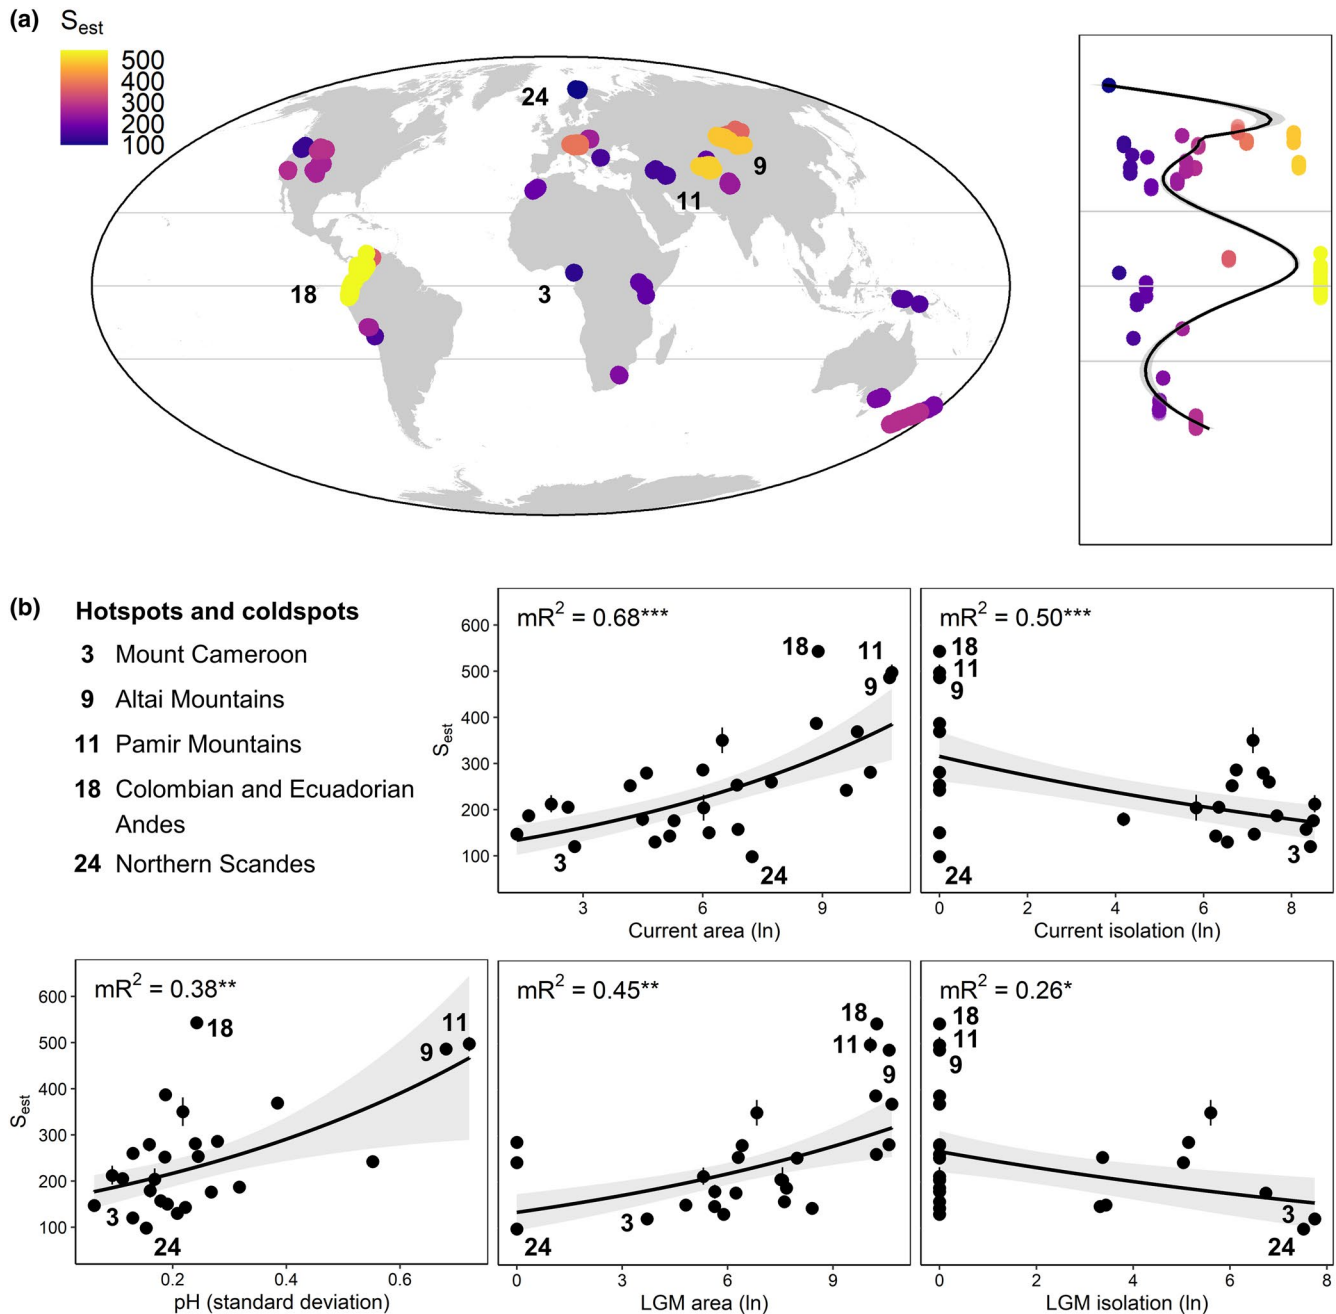 (a) S_est
500
400
300
200
100
24
9
11
18
3
(b) Hotspots and coldspots
3 Mount Cameroon
9 Altai Mountains
11 Pamir Mountains
18 Colombian and Ecuadorian
Andes
24 Northern Scandes
mR² = 0.68***
S_est
600
500
400
300
200
100
18
11
9
3
24
3 6 9
Current area (ln)
mR² = 0.50***
18
11
9
3
24
0 2 4 6 8
Current isolation (ln)
mR² = 0.38**
S_est
600
500
400
300
200
100
18
11
9
3
24
0.2 0.4 0.6
pH (standard deviation)
mR² = 0.45**
18
11
9
3
24
0 3 6 9
LGM area (ln)
mR² = 0.26*
18
11
9
3
24
0 2 4 6 8
LGM isolation (ln)